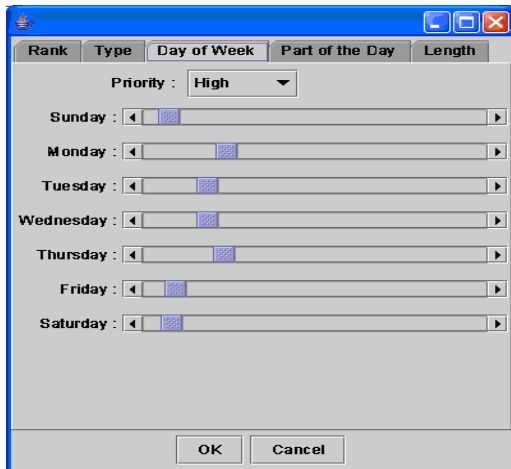 Rank Type Day of Week Part of the Day Length
Priority : High
Sunday :
Monday :
Tuesday :
Wednesday :
Thursday :
Friday :
Saturday :
OK Cancel